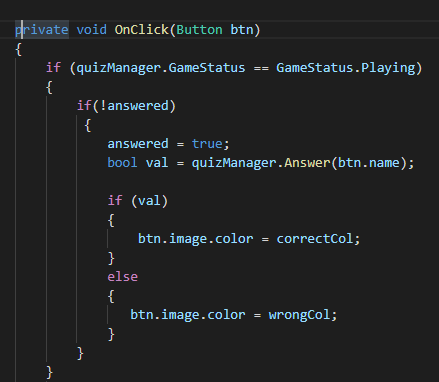 private void OnClick(Button btn)
{
if (quizManager.GameStatus == GameStatus.Playing)
{
if(!answered)
{
answered = true;
bool val = quizManager.Answer(btn.name);
if (val)
{
btn.image.color = correctCol;
}
else
{
btn.image.color = wrongCol;
}
}
}